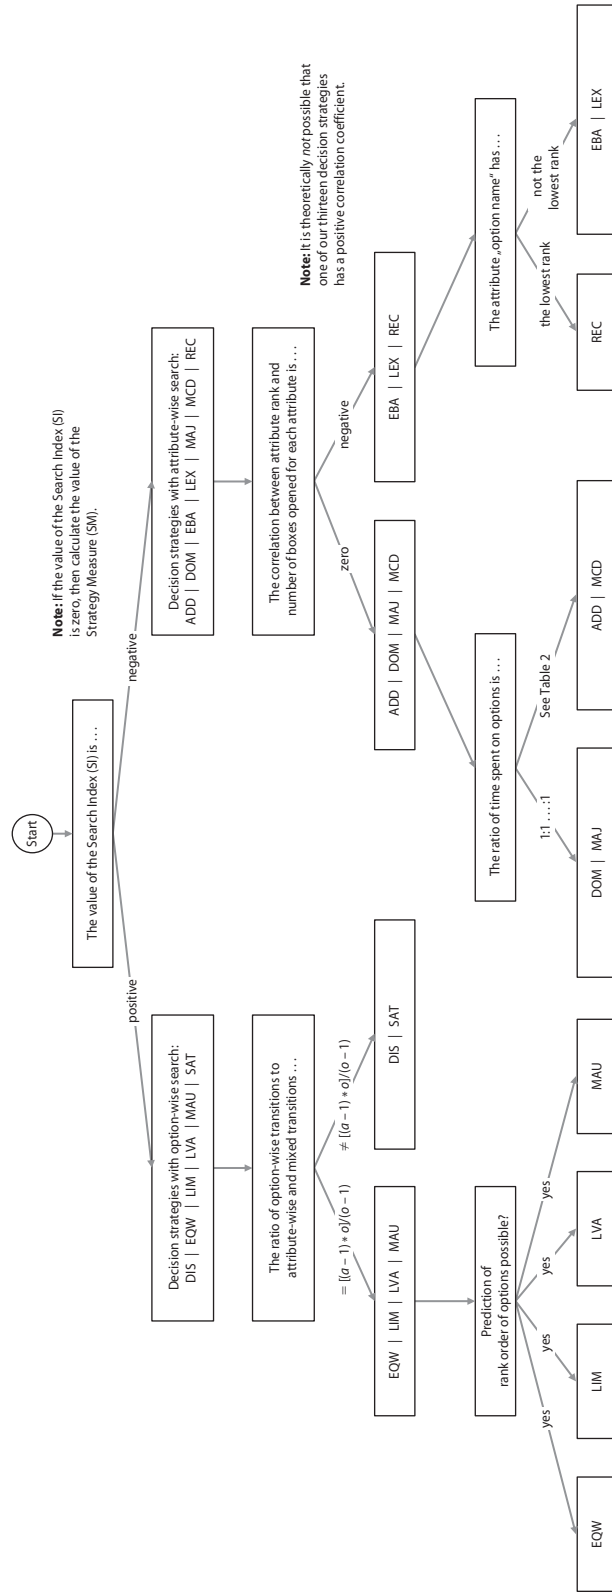 Start
The value of the Search Index (SI) is . . .
Note: If the value of the Search Index (SI)
is zero, then calculate the value of the
Strategy Measure (SM).
positive
negative
Decision strategies with option-wise search:
DIS | EQW | LIM | LVA | MAU | SAT
Decision strategies with attribute-wise search:
ADD | DOM | EBA | LEX | MAJ | MCD | REC
The ratio of option-wise transitions to
attribute-wise and mixed transitions . . .
The correlation between attribute rank and
number of boxes opened for each attribute is . . .
Note: It is theoretically not possible that
one of our thirteen decision strategies
has a positive correlation coefficient.
= [(a – 1) * o]/(o – 1)
≠ [(a – 1) * o]/(o – 1)
zero
negative
EQW | LIM | LVA | MAU
DIS | SAT
ADD | DOM | MAJ | MCD
EBA | LEX | REC
Prediction of
rank order of options possible?
The ratio of time spent on options is . . .
The attribute „option name“ has . . .
yes
yes
yes
yes
1:1 . . . :1
See Table 2
the lowest rank
not the
lowest rank
EQW
LIM
LVA
MAU
DOM | MAJ
ADD | MCD
REC
EBA | LEX